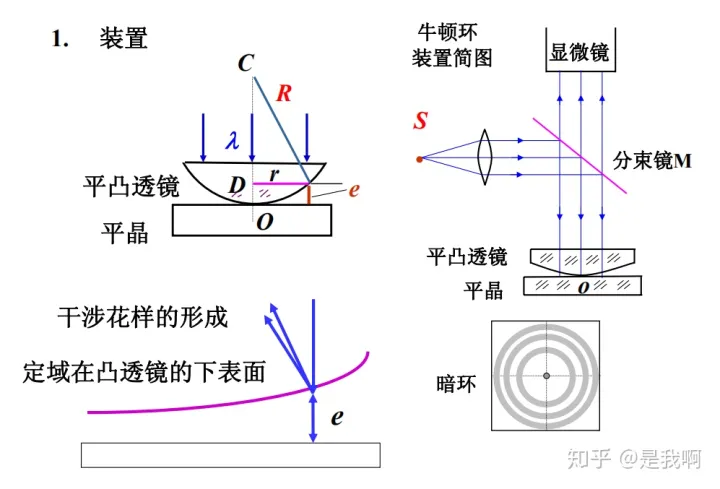 1. 装置
C
R
λ
r
平凸透镜
D
e
平晶
O
牛顿环
装置简图
显微镜
S
分束镜M
平凸透镜
平晶
o
干涉花样的形成
定域在凸透镜的下表面
e
暗环
知乎 @是我啊